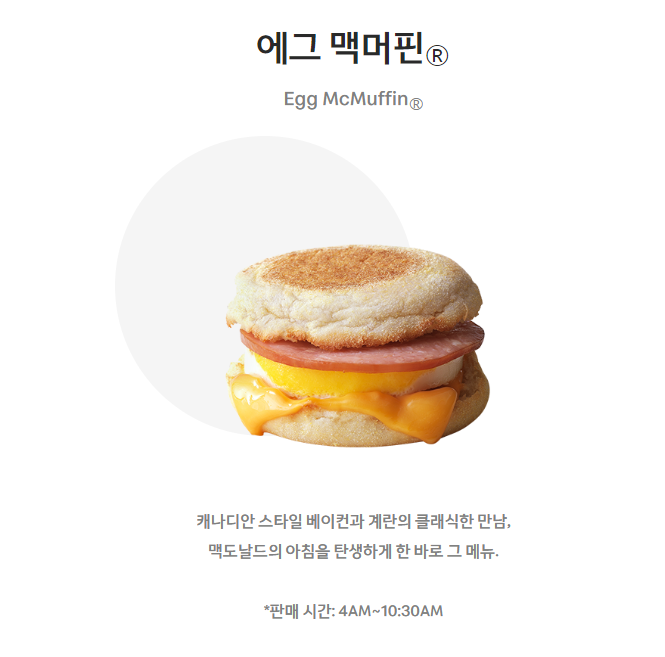 에그 맥머핀®
Egg McMuffin®
캐나디안 스타일 베이컨과 계란의 클래식한 만남,
맥도날드의 아침을 탄생하게 한 바로 그 메뉴.
*판매 시간: 4AM~10:30AM